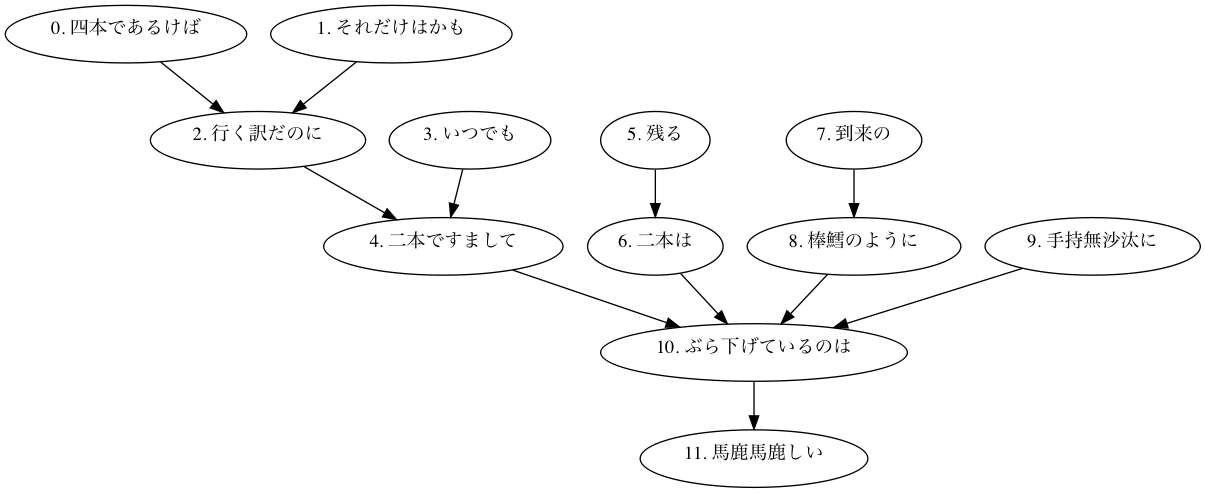 0. 四本であるけば
1. それだけはかも
2. 行く訳だのに
3. いつでも
5. 残る
7. 到来の
4. 二本ですまして
6. 二本は
8. 棒鱈のように
9. 手持無沙汰に
10. ぶら下げているのは
11. 馬鹿馬鹿しい